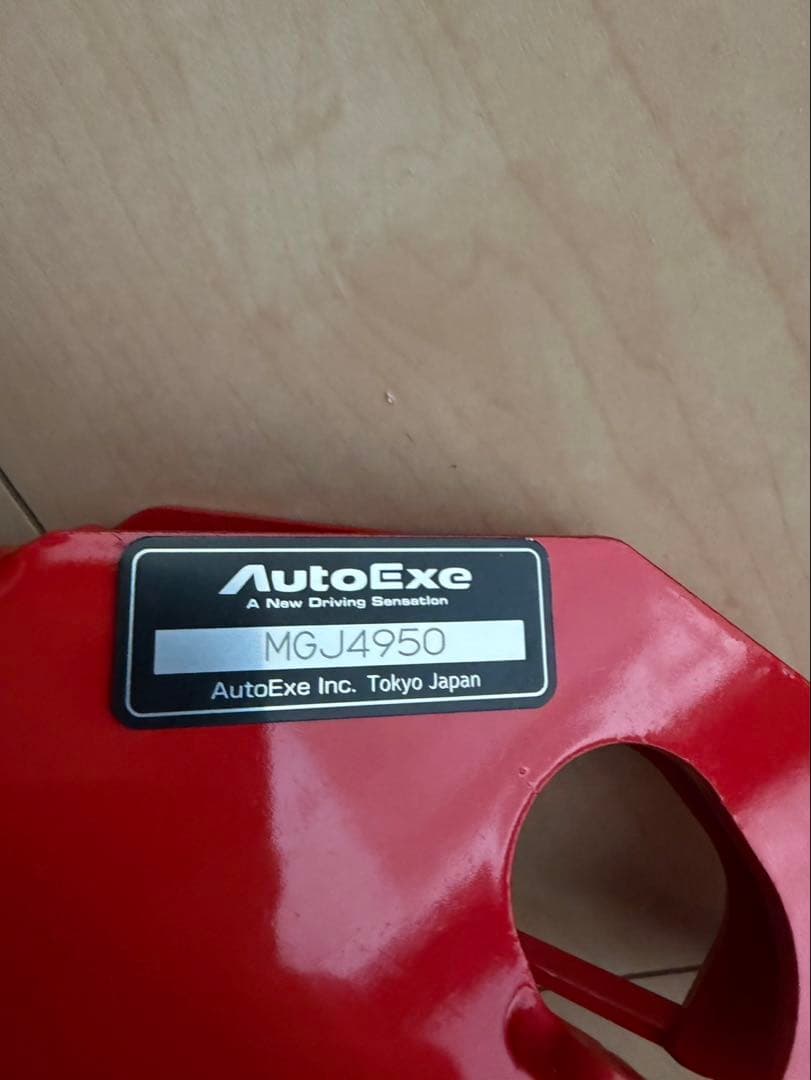 AutoExe
A New Driving Sensation
MGJ4950
AutoExe Inc. Tokyo Japan